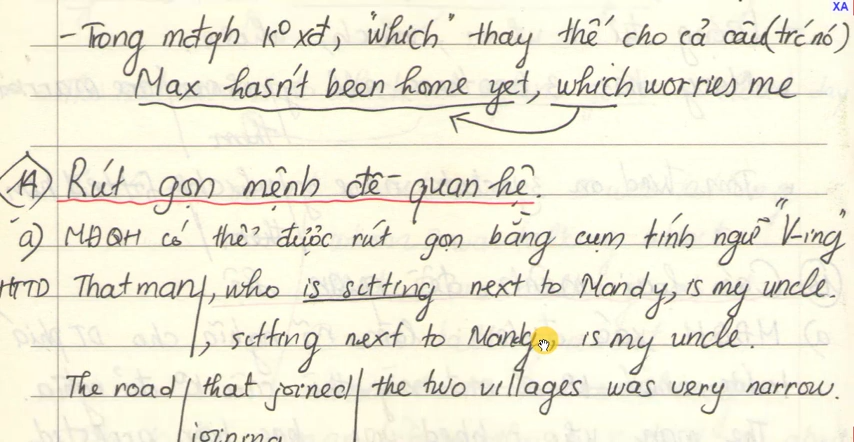 XA
- Trong mđqh K⁰ xđ, "which" thay thế cho cả câu (trc nó)
Max hasn't been home yet, which worries me
14 Rút gọn mệnh đề quan hệ.
a) MĐQH có thể được rút gọn bằng cụm tính ngữ "V-ing"
HTTD That man, who is sitting next to Mandy, is my uncle.
, sitting next to Mandy, is my uncle.
The road that joined the two villages was very narrow.
joining